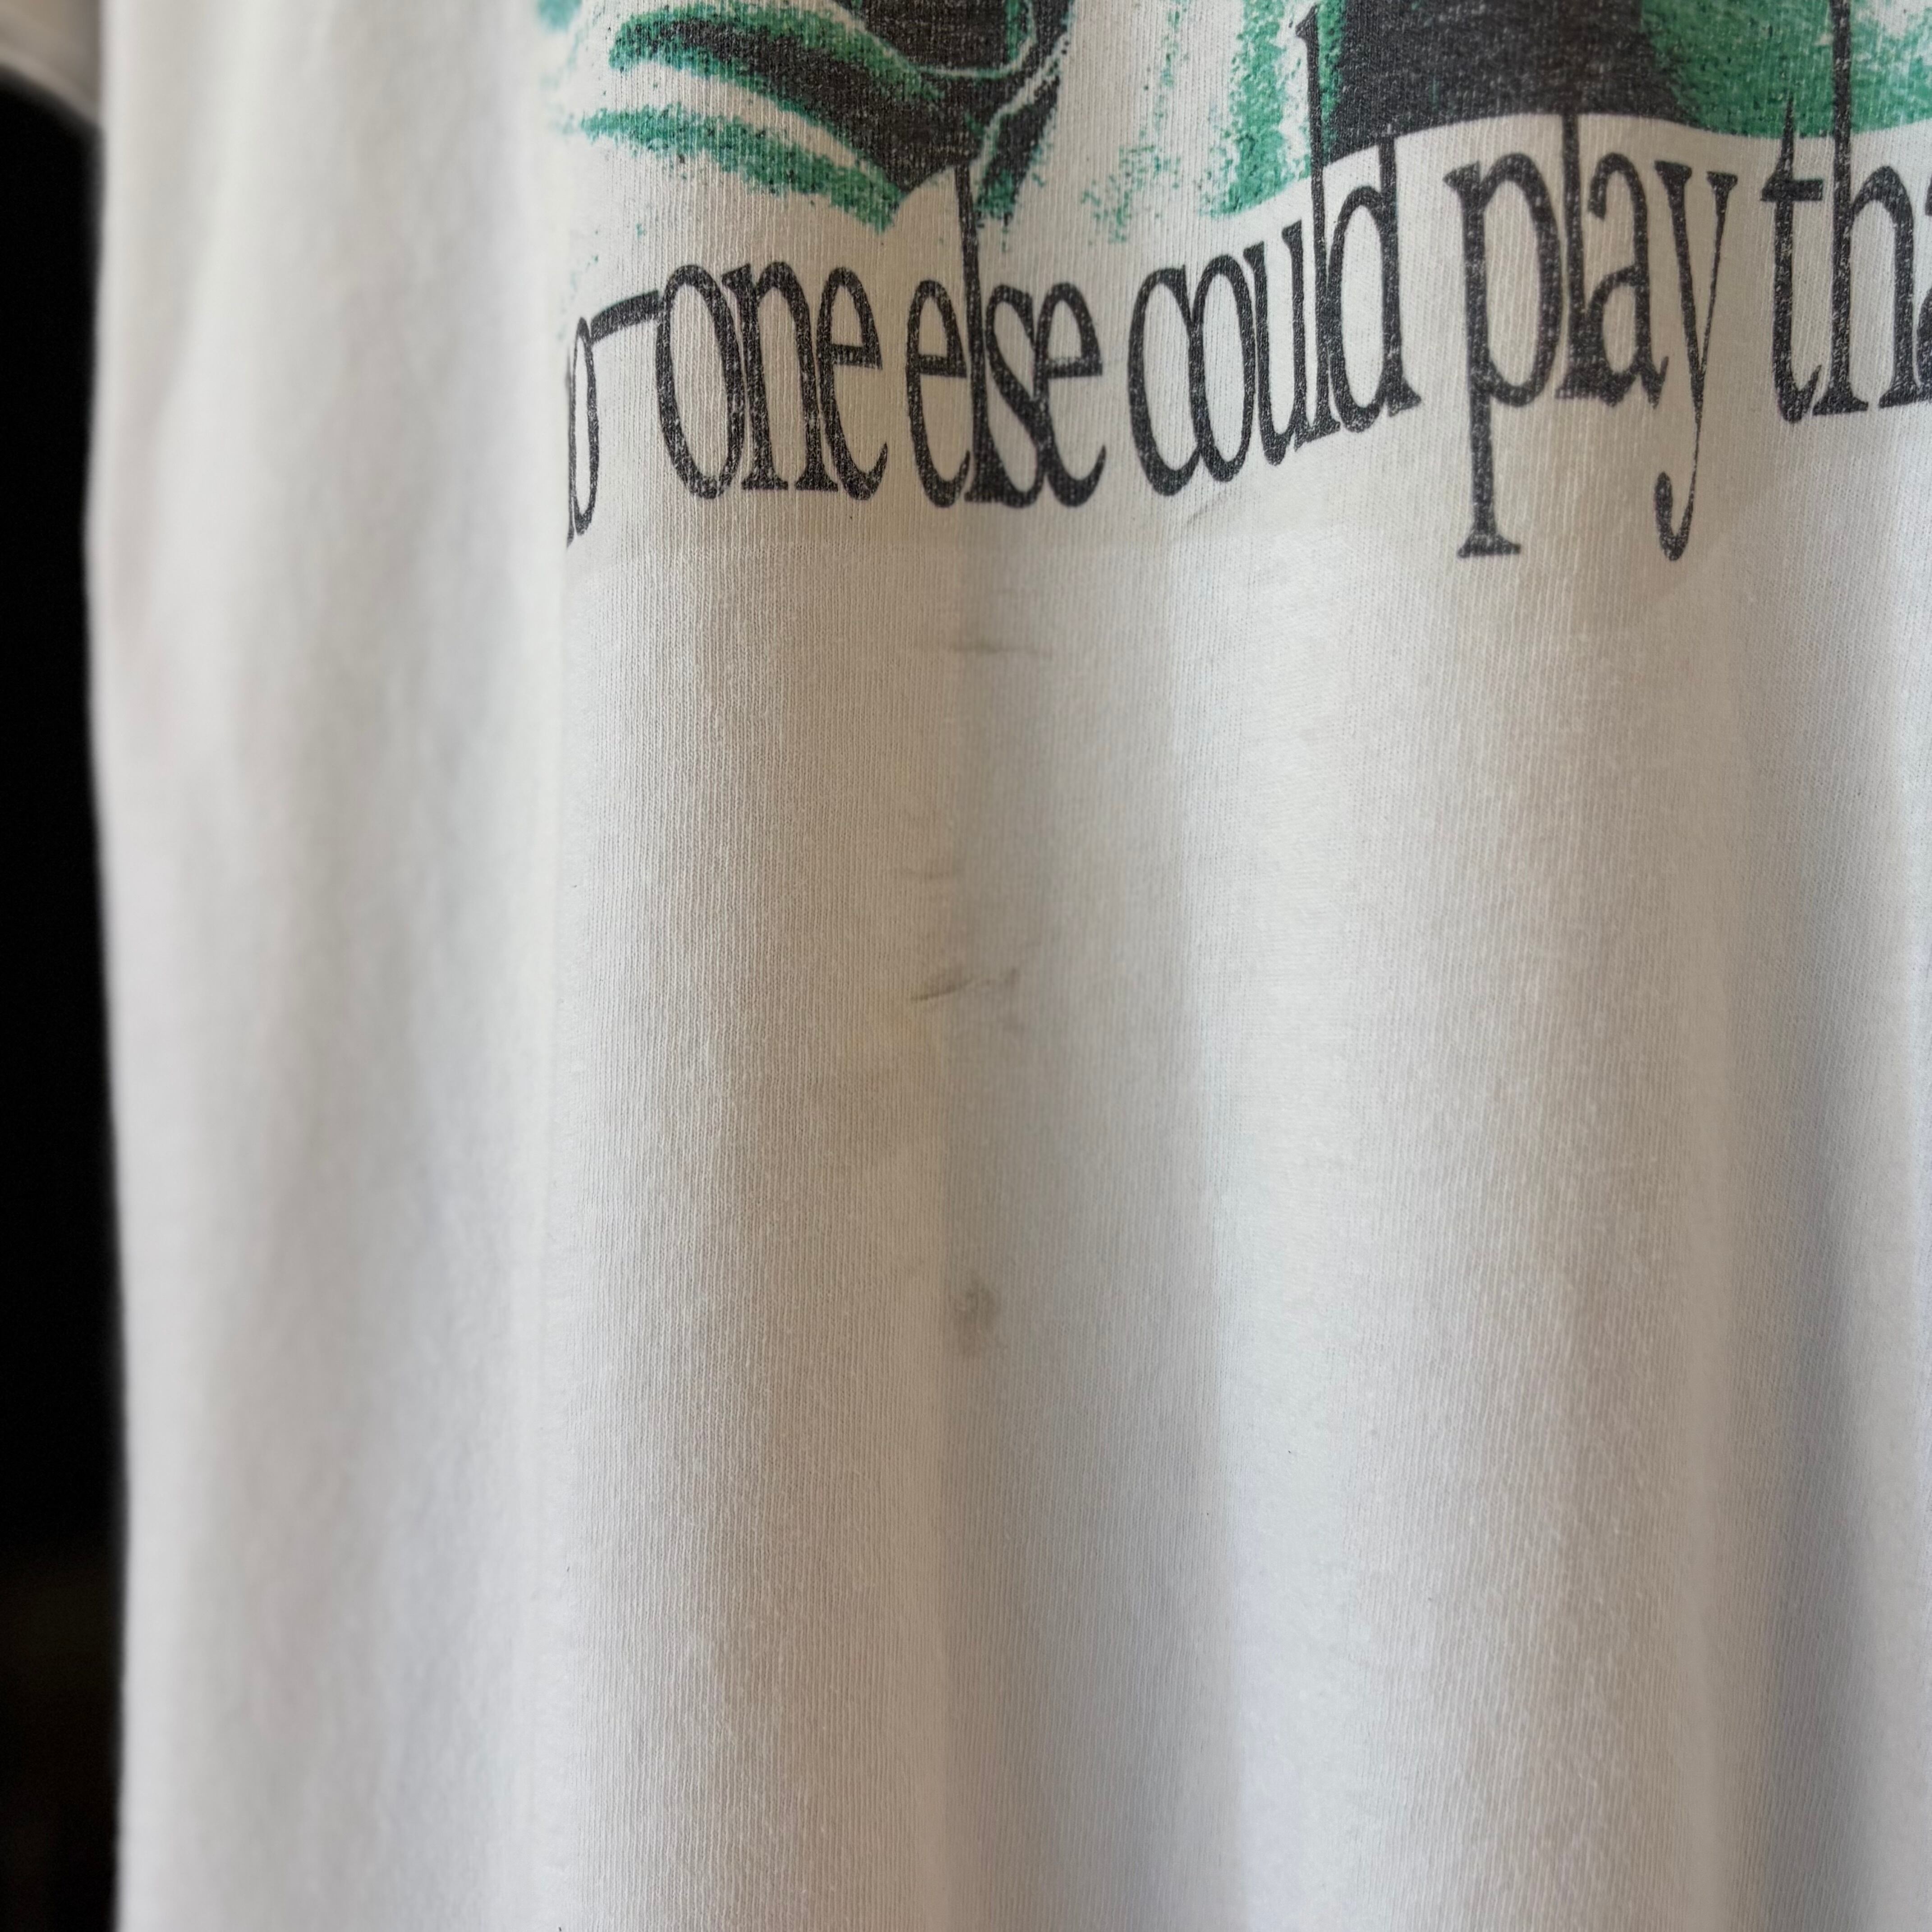 o-one else could play tha